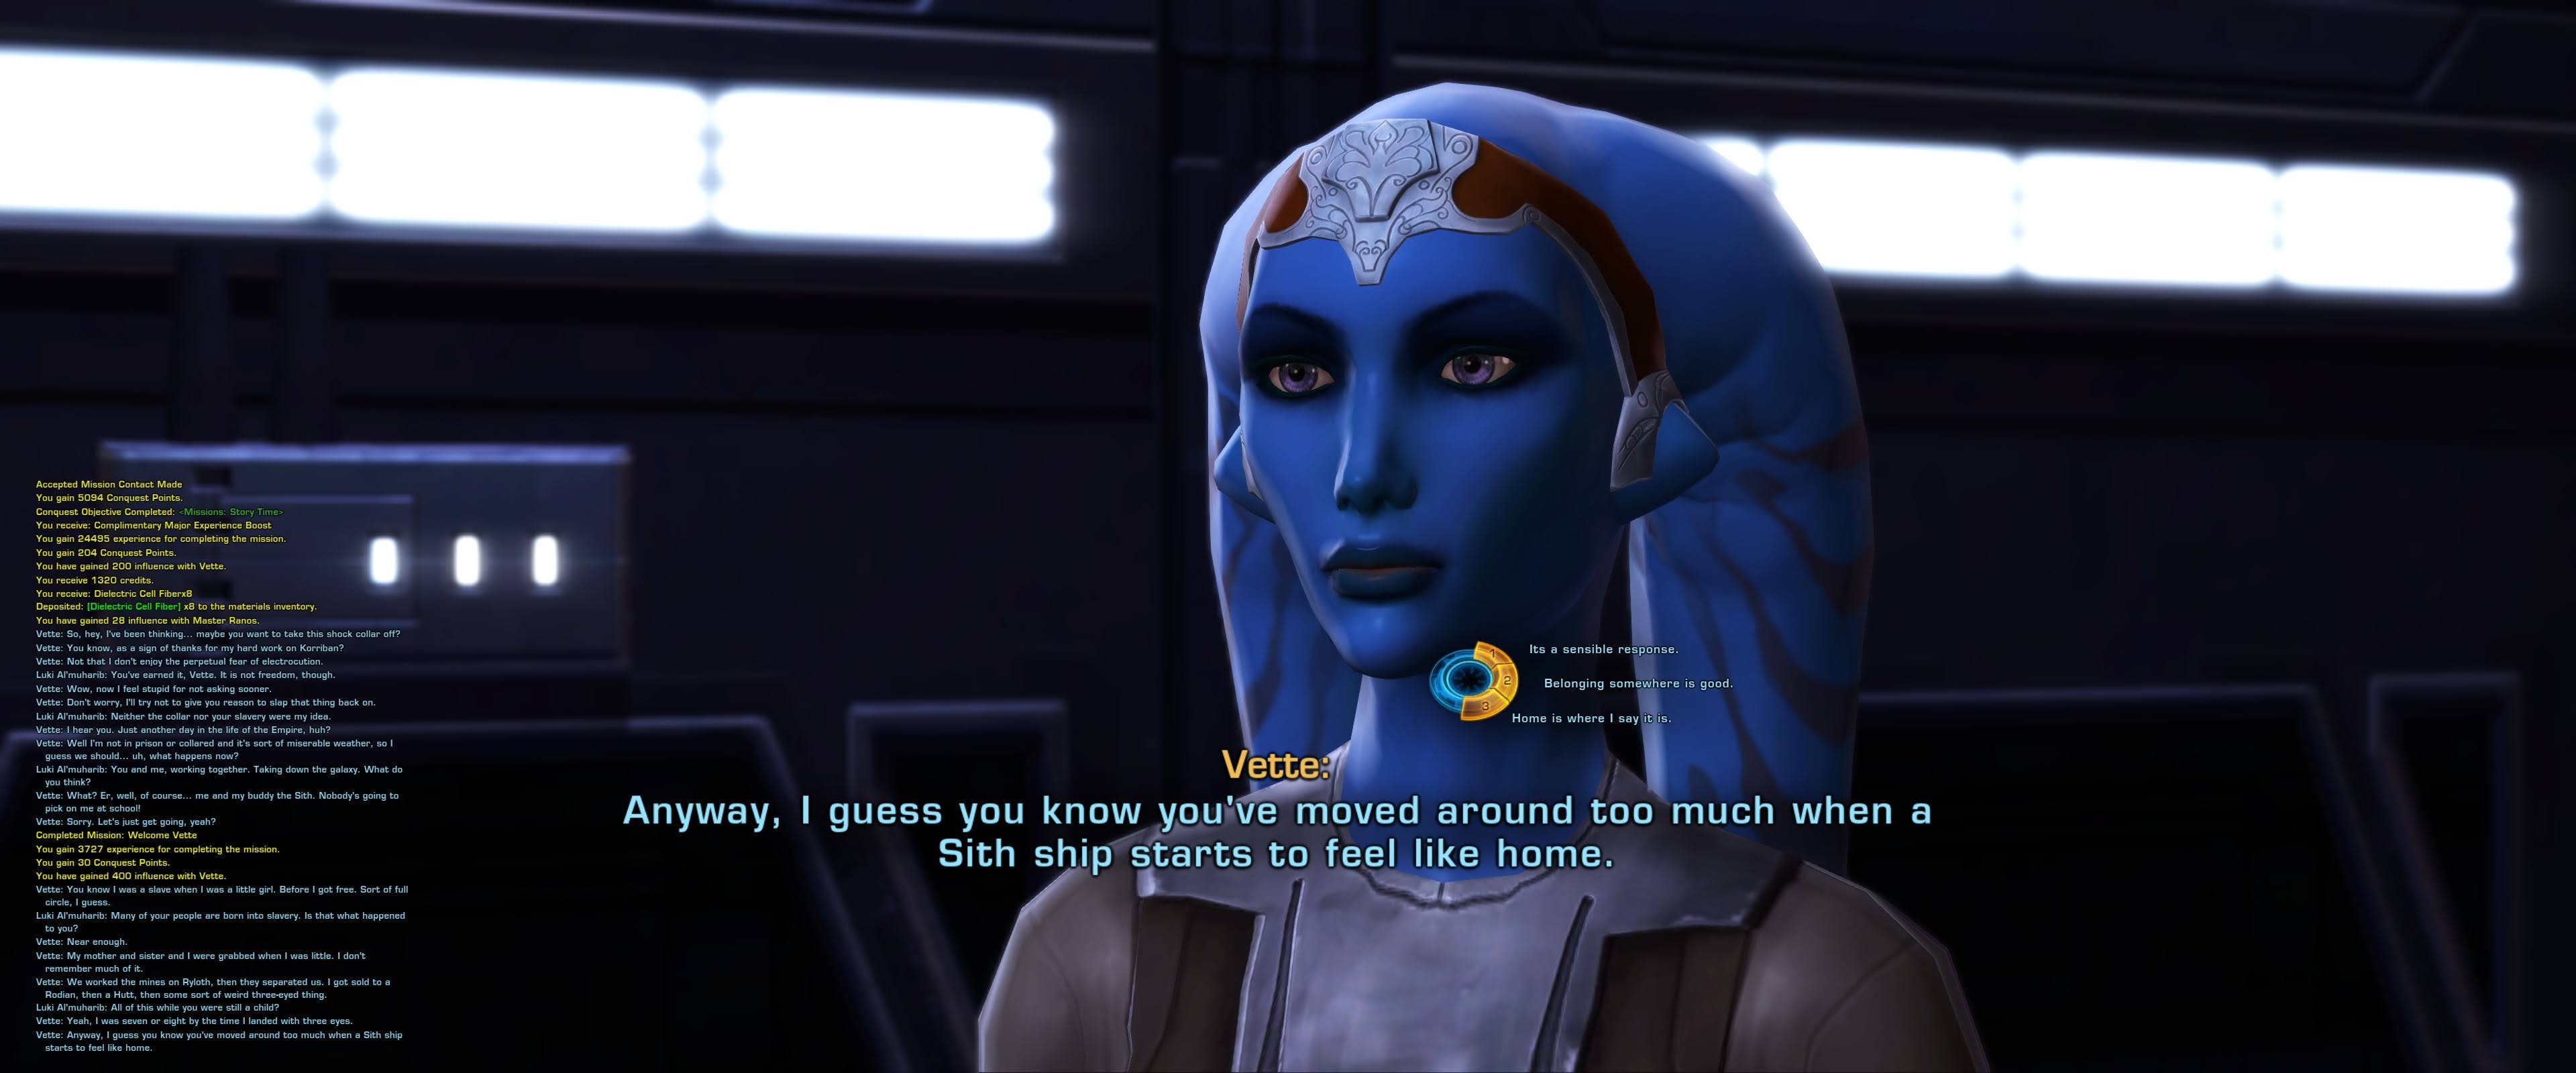 Accepted Mission Contact Made
You gain 5094 Conquest Points.
Conquest Objective Completed: <Missions: Story Time>
You receive: Complimentary Major Experience Boost
You gain 24495 experience for completing the mission.
You gain 204 Conquest Points.
You have gained 200 influence with Vette.
You receive 1320 credits.
You receive: Dielectric Cell Fiberx8
Deposited: [Dielectric Cell Fiber] x8 to the materials inventory.
You have gained 28 influence with Master Ranos.
Vette: So, hey, I've been thinking... maybe you want to take this shock collar off?
Vette: You know, as a sign of thanks for my hard work on Korriban?
Vette: Not that I don't enjoy the perpetual fear of electrocution.
Luki Al'muharib: You've earned it, Vette. It is not freedom, though.
Vette: Wow, now I feel stupid for not asking sooner.
Vette: Don't worry, I'll try not to give you reason to slap that thing back on.
Luki Al'muharib: Neither the collar nor your slavery were my idea.
Vette: I hear you. Just another day in the life of the Empire, huh?
Vette: Well I'm not in prison or collared and it's sort of miserable weather, so I
guess we should... uh, what happens now?
Luki Al'muharib: You and me, working together. Taking down the galaxy. What do
you think?
Vette: What? Er, well, of course... me and my buddy the Sith. Nobody's going to
pick on me at school!
Vette: Sorry. Let's just get going, yeah?
Completed Mission: Welcome Vette
You gain 3727 experience for completing the mission.
You gain 30 Conquest Points.
You have gained 400 influence with Vette.
Vette: You know I was a slave when I was a little girl. Before I got free. Sort of full
circle, I guess.
Luki Al'muharib: Many of your people are born into slavery. Is that what happened
to you?
Vette: Near enough.
Vette: My mother and sister and I were grabbed when I was little. I don't
remember much of it.
Vette: We worked the mines on Ryloth, then they separated us. I got sold to a
Rodian, then a Hutt, then some sort of weird three-eyed thing.
Luki Al'muharib: All of this while you were still a child?
Vette: Yeah, I was seven or eight by the time I landed with three eyes.
Vette: Anyway, I guess you know you've moved around too much when a Sith ship
starts to feel like home.
1 Its a sensible response.
2 Belonging somewhere is good.
3 Home is where I say it is.
Vette:
Anyway, I guess you know you've moved around too much when a
Sith ship starts to feel like home.